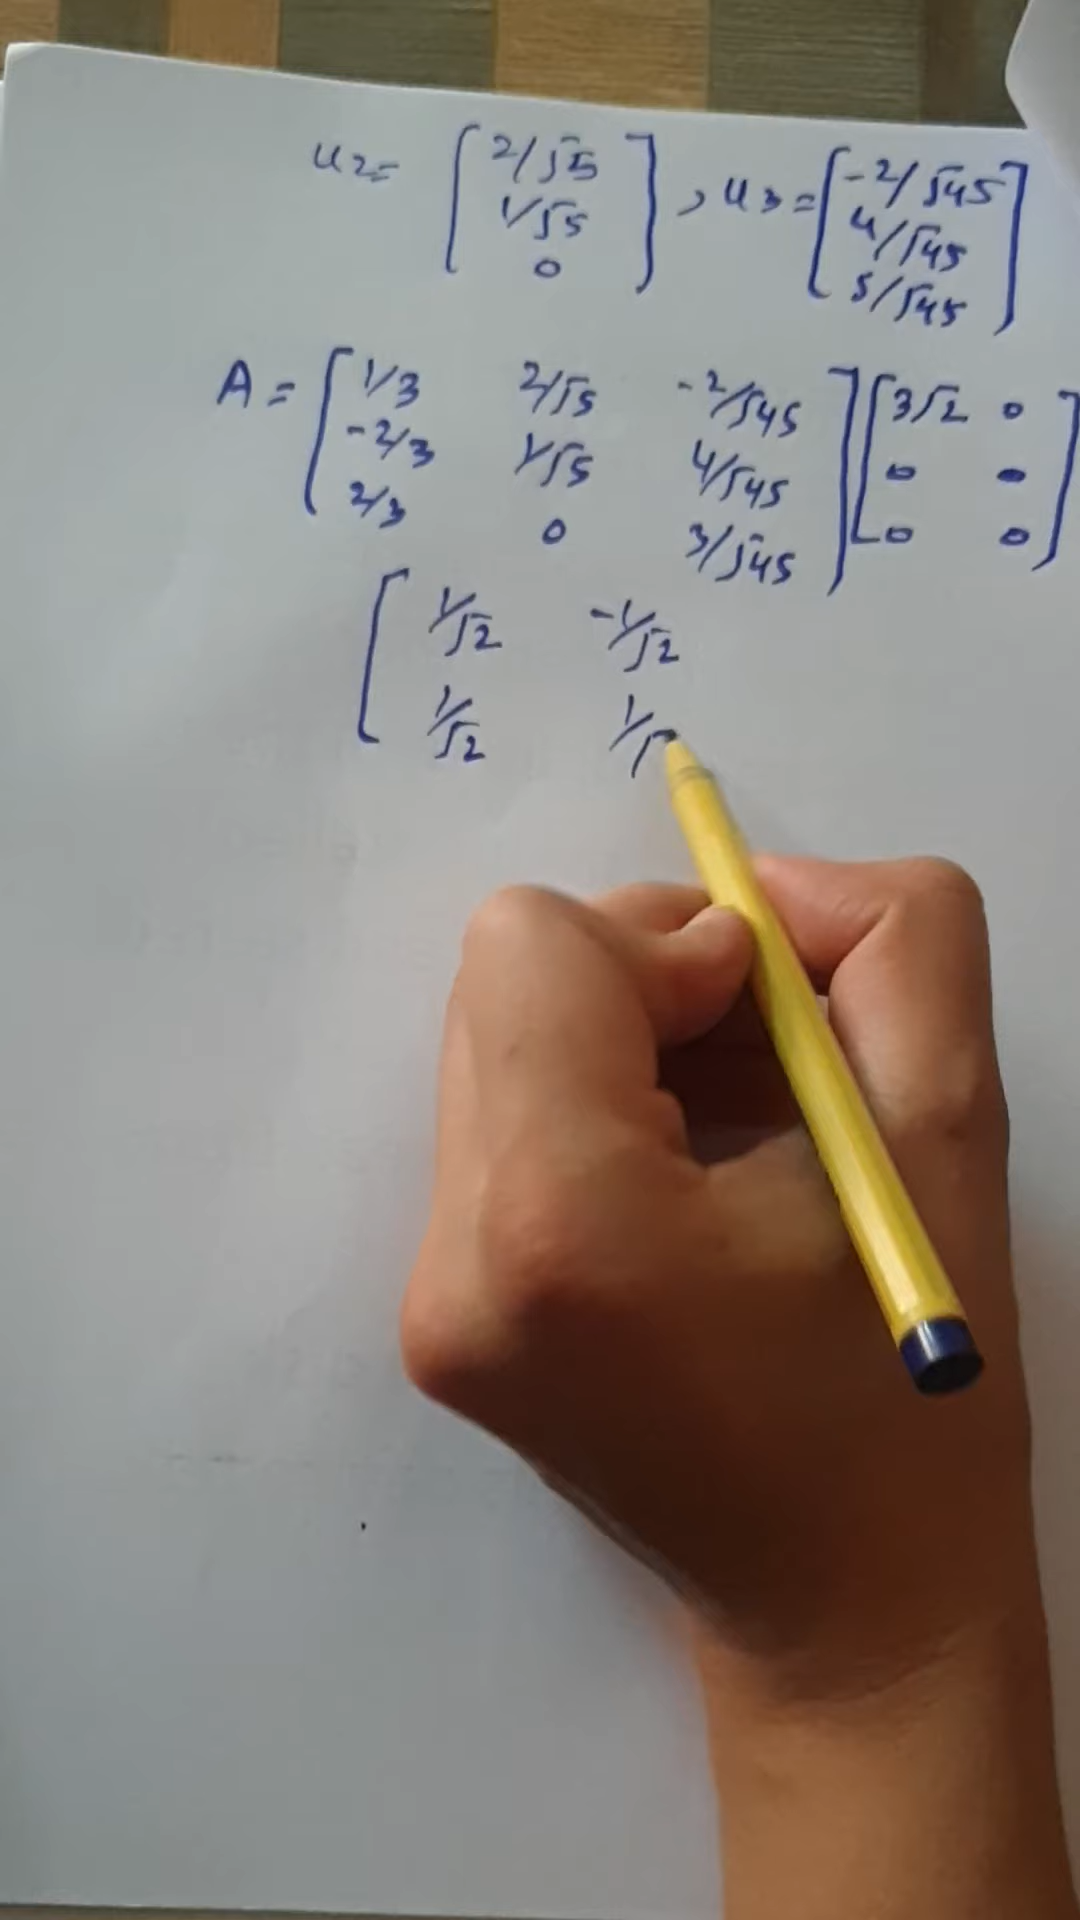 u2= [2/√5 1/√5 0], u3= [-2/√45 4/√45 5/√45]
A= [1/3 2/√5 -2/√45] [3√2 0]
[-2/3 1/√5 4/√45] [0 0]
[2/3 0 3/√45] [0 0]
[1/√2 -1/√2
1/√2 1/√